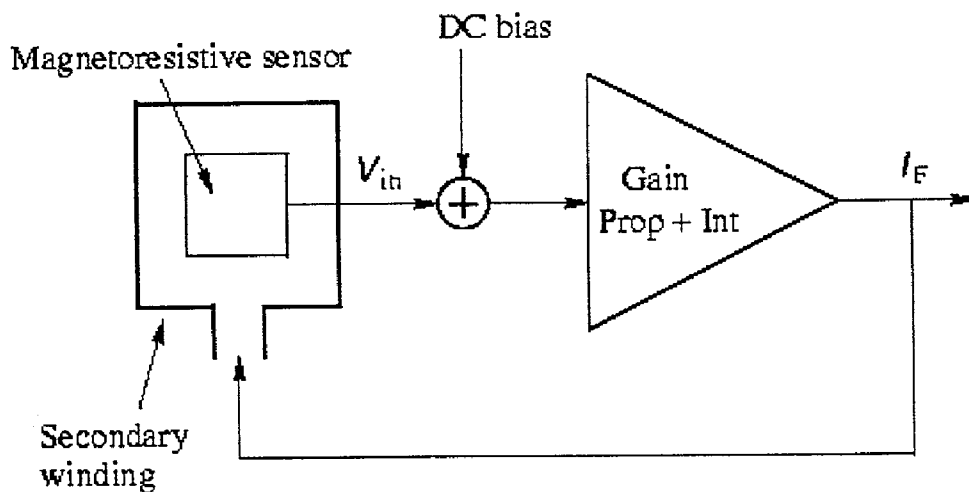 DC bias
Magnetoresistive sensor
V_in
I_F
Gain
Prop + Int
Secondary
winding